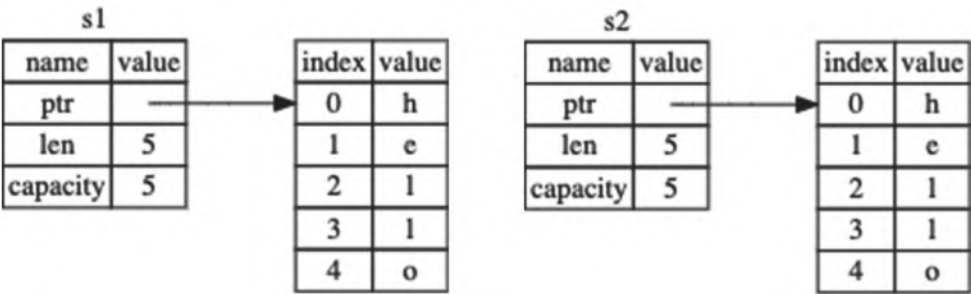 s1
name value
ptr
len 5
capacity 5
index value
0 h
1 e
2 l
3 l
4 o
s2
name value
ptr
len 5
capacity 5
index value
0 h
1 e
2 l
3 l
4 o